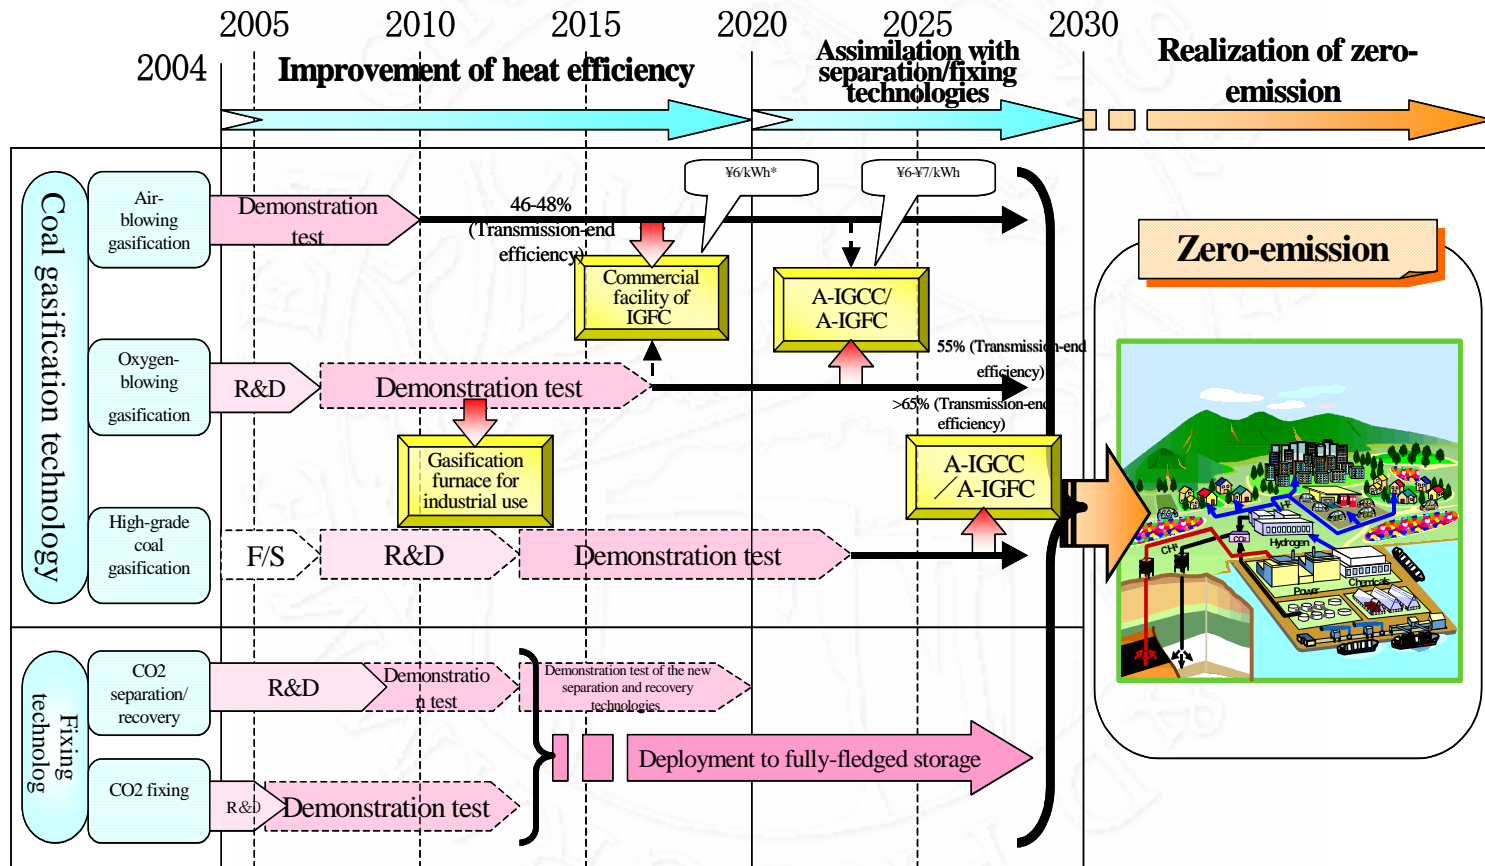 2005
2010
2015
2020
2025
2030
2004
Improvement of heat efficiency
Assimilation with
separation/fixing
technologies
Realization of zero-
emission
Coal gasification technology
Air-
blowing
gasification
Demonstration
test
46-48%
(Transmission-end
efficiency)
¥6/kWh*
¥6-¥7/kWh
Commercial
facility of
IGFC
A-IGCC/
A-IGFC
Oxygen-
blowing
gasification
R&D
Demonstration test
55% (Transmission-end
efficiency)
>65% (Transmission-end
efficiency)
Gasification
furnace for
industrial use
A-IGCC
／A-IGFC
High-grade
coal
gasification
F/S
R&D
Demonstration test
Zero-emission
H²
CH⁴
CO2
Hydrogen
Power
Chemicals
Fixing
technolog
CO2
separation/
recovery
R&D
Demonstratio
n test
Demonstration test of the new
separation and recovery
technologies
Deployment to fully-fledged storage
CO2 fixing
R&D
Demonstration test